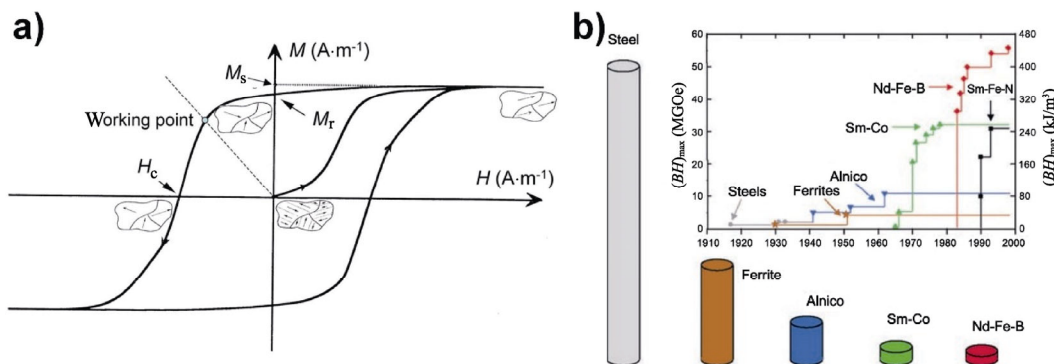 a)
M (A·m⁻¹)
Ms
Working point
Mr
Hc
H (A·m⁻¹)
b)
Steel
60
50
40
30
20
10
0
(BH)max (MGOe)
480
400
320
240
160
80
0
(BH)max (kJ/m³)
Nd-Fe-B
Sm-Fe-N
Sm-Co
Alnico
Steels
Ferrites
1910 1920 1930 1940 1950 1960 1970 1980 1990 2000
Ferrite
Alnico
Sm-Co
Nd-Fe-B